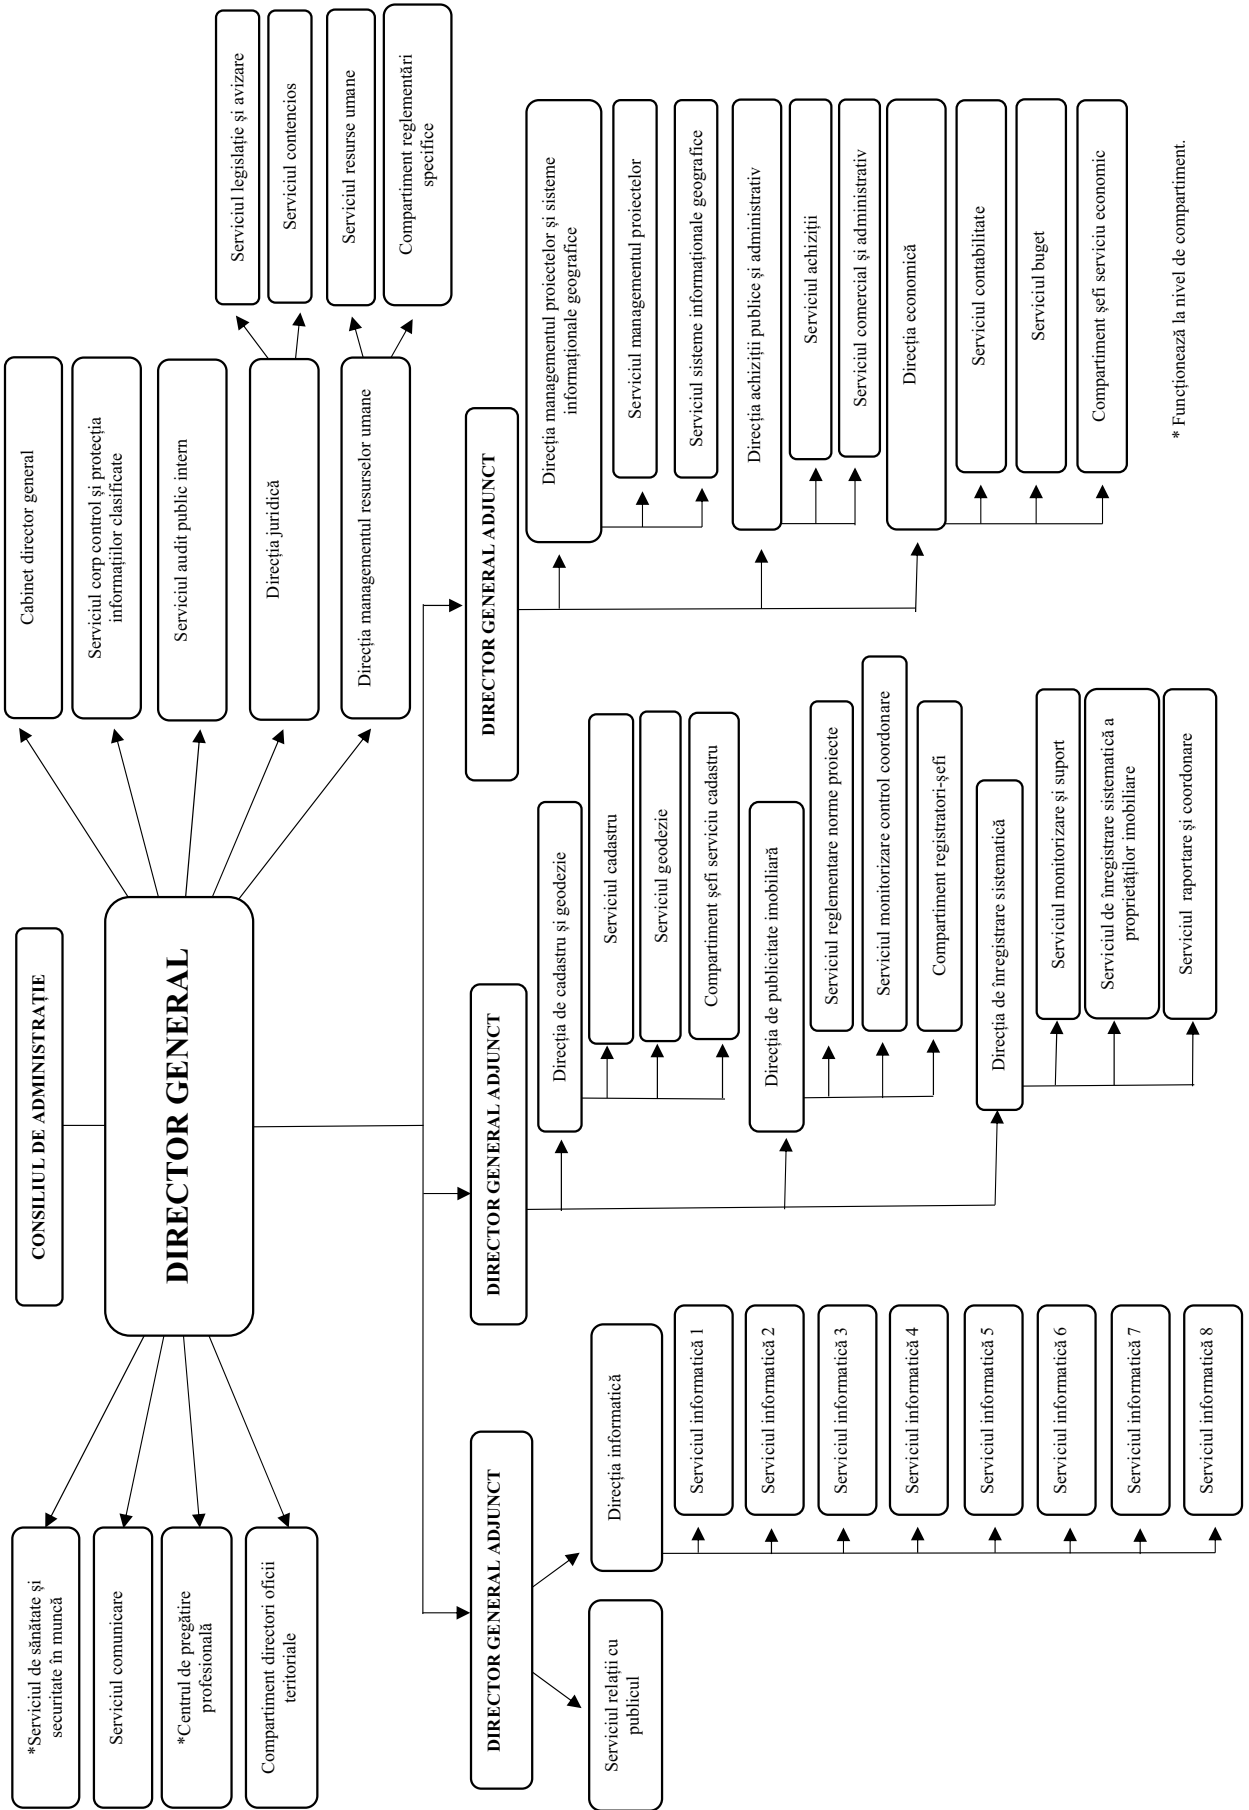 CONSILIUL DE ADMINISTRAȚIE
DIRECTOR GENERAL
*Serviciul de sănătate și
securitate în muncă
Serviciul comunicare
*Centrul de pregătire
profesională
Compartiment directori oficii
teritoriale
Cabinet director general
Serviciul corp control și protecția
informațiilor clasificate
Serviciul audit public intern
Direcția juridică
Direcția managementul resurselor umane
Serviciul legislație și avizare
Serviciul contencios
Serviciul resurse umane
Compartiment reglementări
specifice
DIRECTOR GENERAL ADJUNCT
Serviciul relații cu
publicul
Direcția informatică
Serviciul informatică 1
Serviciul informatică 2
Serviciul informatică 3
Serviciul informatică 4
Serviciul informatică 5
Serviciul informatică 6
Serviciul informatică 7
Serviciul informatică 8
DIRECTOR GENERAL ADJUNCT
Direcția de cadastru și geodezie
Serviciul cadastru
Serviciul geodezie
Compartiment șefi serviciu cadastru
Direcția de publicitate imobiliară
Serviciul reglementare norme proiecte
Serviciul monitorizare control coordonare
Compartiment registratori-șefi
Direcția de înregistrare sistematică
Serviciul monitorizare și suport
Serviciul de înregistrare sistematică a
proprietăților imobiliare
Serviciul raportare și coordonare
DIRECTOR GENERAL ADJUNCT
Direcția managementul proiectelor și sisteme
informaționale geografice
Serviciul managementul proiectelor
Serviciul sisteme informaționale geografice
Direcția achiziții publice și administrativ
Serviciul achiziții
Serviciul comercial și administrativ
Direcția economică
Serviciul contabilitate
Serviciul buget
Compartiment șefi serviciu economic
* Funcționează la nivel de compartiment.